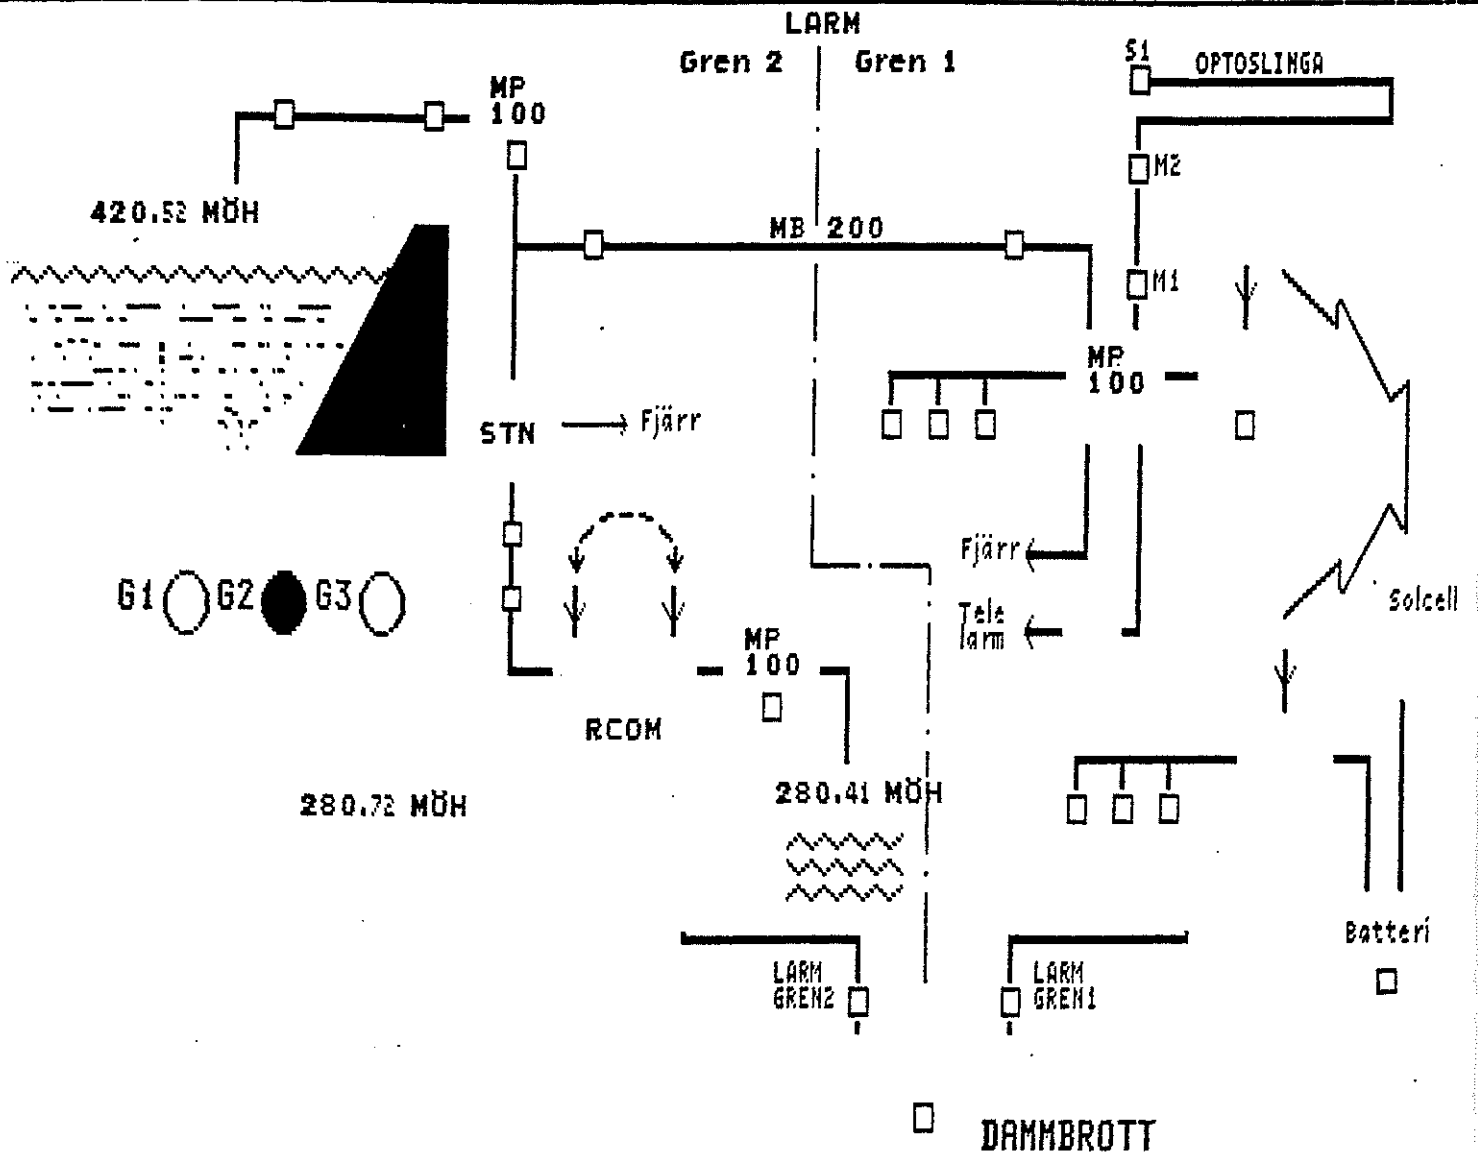 LARM
Gren 2
Gren 1
S1
OPTOSLINGA
MP
100
M2
420.52 MÖH
MB 200
M1
MP
100
STN
Fjärr
Fjärr
G1
G2
G3
Solcell
Tele
larm
MP
100
RCOM
280.72 MÖH
280.41 MÖH
Batteri
LARM
GREN2
LARM
GREN1
DAMMBROTT